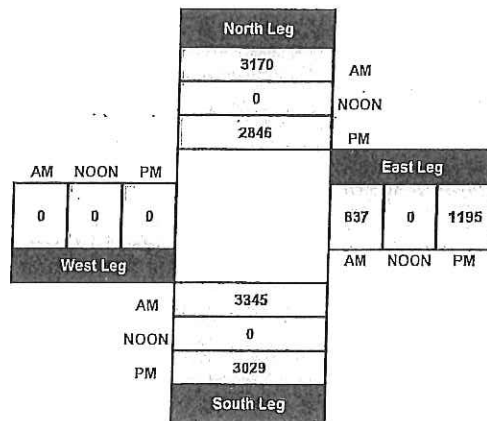 North Leg
3170 AM
0 NOON
2846 PM
East Leg
AM NOON PM
0 0 0
837 0 1195
West Leg
AM NOON PM
AM 3345
NOON 0
PM 3029
South Leg